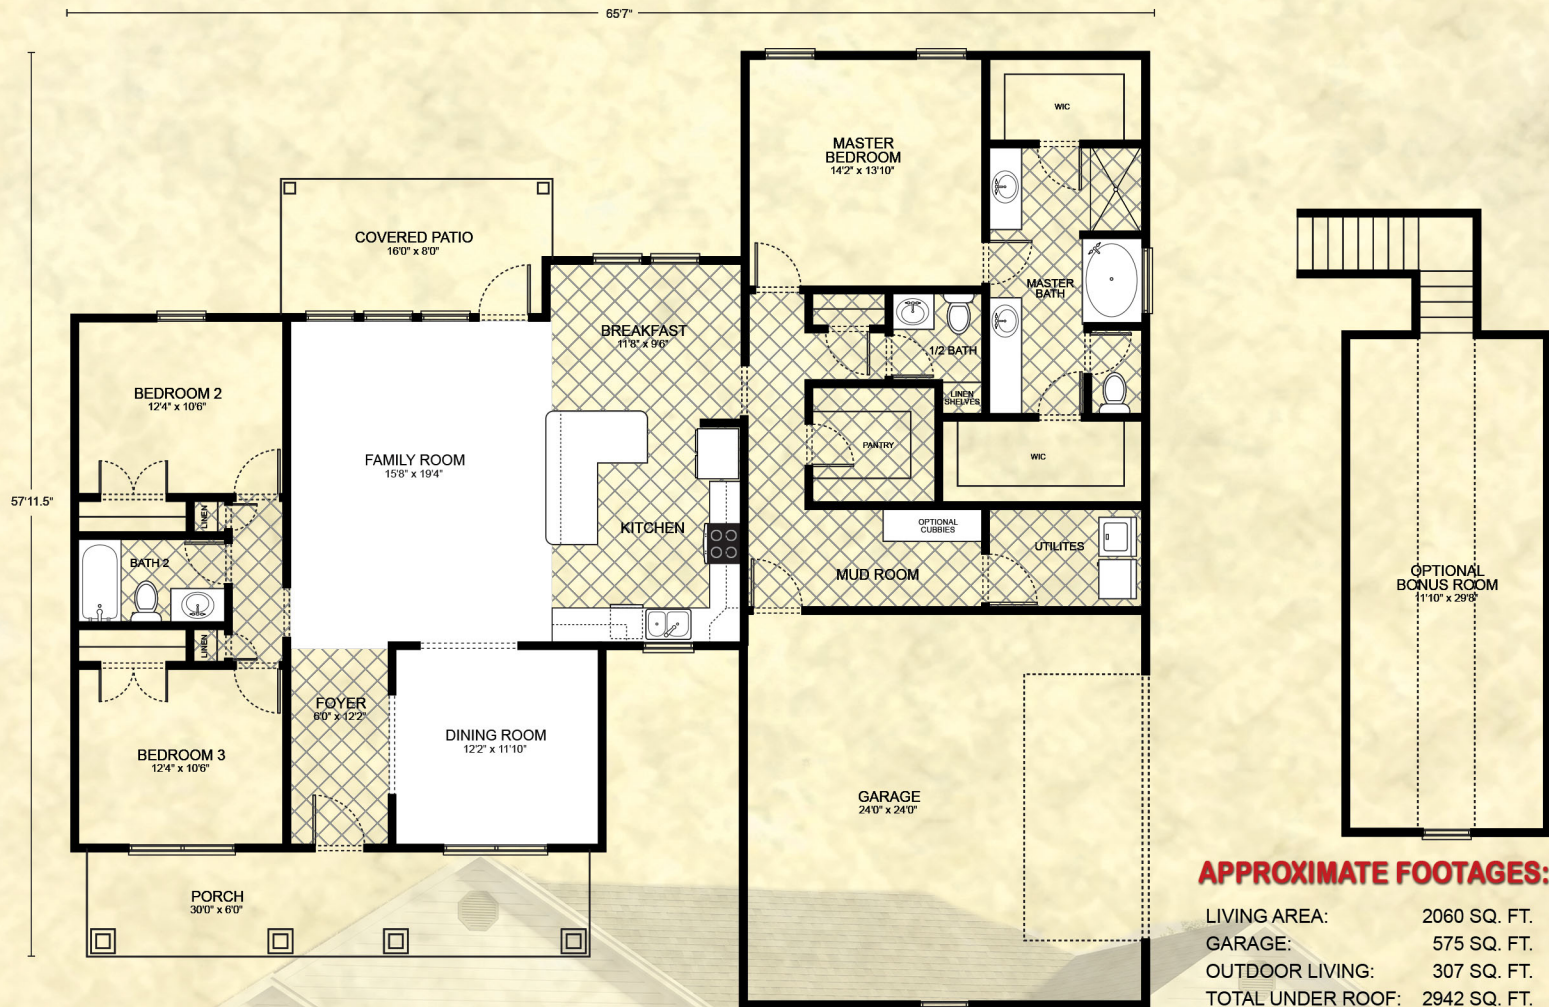 65'7"
57'11.5"
MASTER
BEDROOM
14'2" x 13'10"
WIC
COVERED PATIO
16'0" x 8'0"
MASTER
BATH
BREAKFAST
11'8" x 9'6"
1/2 BATH
LINEN
SHELVES
BEDROOM 2
12'4" x 10'6"
FAMILY ROOM
15'8" x 19'4"
PANTRY
WIC
LINEN
KITCHEN
OPTIONAL
CUBBIES
UTILITES
BATH 2
MUD ROOM
LINEN
FOYER
6'0" x 12'2"
DINING ROOM
12'2" x 11'10"
BEDROOM 3
12'4" x 10'6"
GARAGE
24'0" x 24'0"
PORCH
30'0" x 6'0"
OPTIONAL
BONUS ROOM
11'10" x 29'8"
APPROXIMATE FOOTAGES:
LIVING AREA: 2060 SQ. FT.
GARAGE: 575 SQ. FT.
OUTDOOR LIVING: 307 SQ. FT.
TOTAL UNDER ROOF: 2942 SQ. FT.